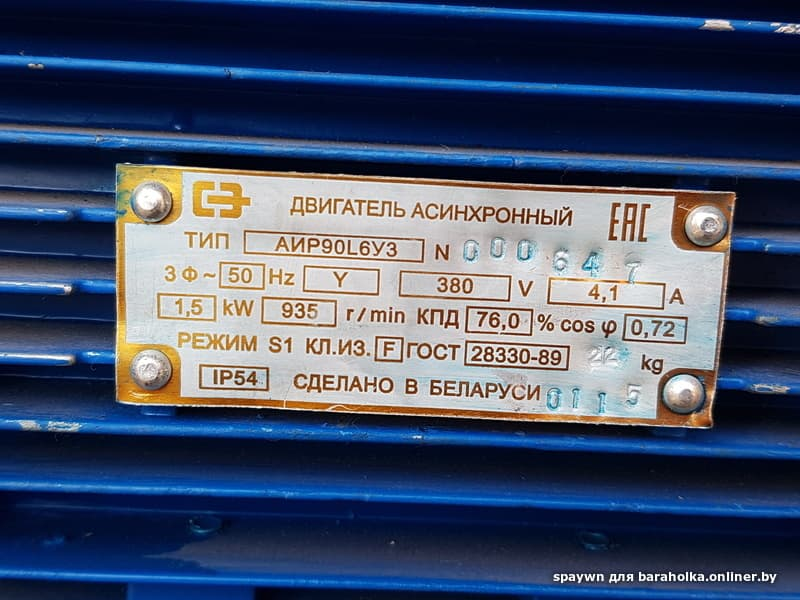 СЭ ДВИГАТЕЛЬ АСИНХРОННЫЙ EAC
ТИП АИР90L6У3 N 000647
3 Ф~ 50 Hz Y 380 V 4,1 A
1,5 kW 935 r/min КПД 76,0 % cos φ 0,72
РЕЖИМ S1 КЛ.ИЗ. F ГОСТ 28330-89 22 kg
IP54 СДЕЛАНО В БЕЛАРУСИ 0115
spaywn для baraholka.onliner.by